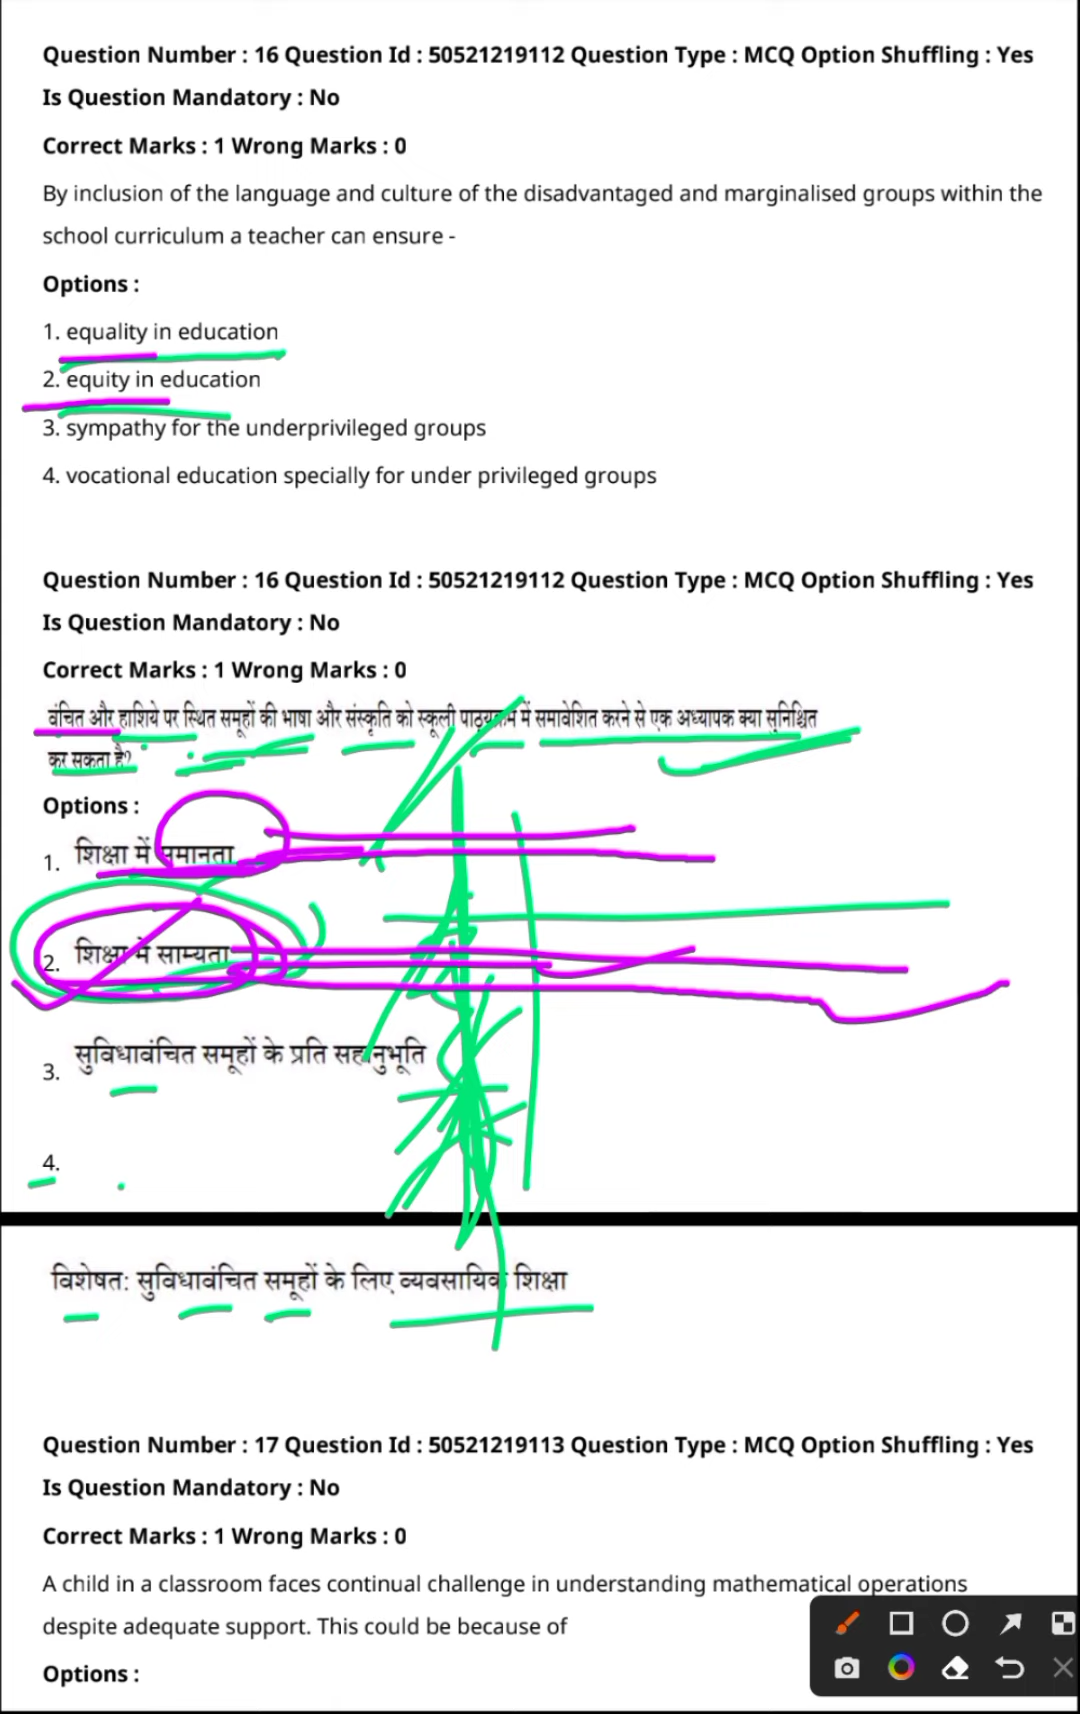 Question Number : 16 Question Id : 50521219112 Question Type : MCQ Option Shuffling : Yes
Is Question Mandatory : No
Correct Marks : 1 Wrong Marks : 0
By inclusion of the language and culture of the disadvantaged and marginalised groups within the
school curriculum a teacher can ensure -
Options :
1. equality in education
2. equity in education
3. sympathy for the underprivileged groups
4. vocational education specially for under privileged groups
Question Number : 16 Question Id : 50521219112 Question Type : MCQ Option Shuffling : Yes
Is Question Mandatory : No
Correct Marks : 1 Wrong Marks : 0
वंचित और हाशिये पर स्थित समूहों की भाषा और संस्कृति को स्कूली पाठ्यक्रम में समावेशित करने से एक अध्यापक क्या सुनिश्चित
कर सकता है?
Options :
1. शिक्षा में समानता
2. शिक्षा में साम्यता
3. सुविधावंचित समूहों के प्रति सहानुभूति
4.
विशेषत: सुविधावंचित समूहों के लिए व्यवसायिक शिक्षा
Question Number : 17 Question Id : 50521219113 Question Type : MCQ Option Shuffling : Yes
Is Question Mandatory : No
Correct Marks : 1 Wrong Marks : 0
A child in a classroom faces continual challenge in understanding mathematical operations
despite adequate support. This could be because of
Options :